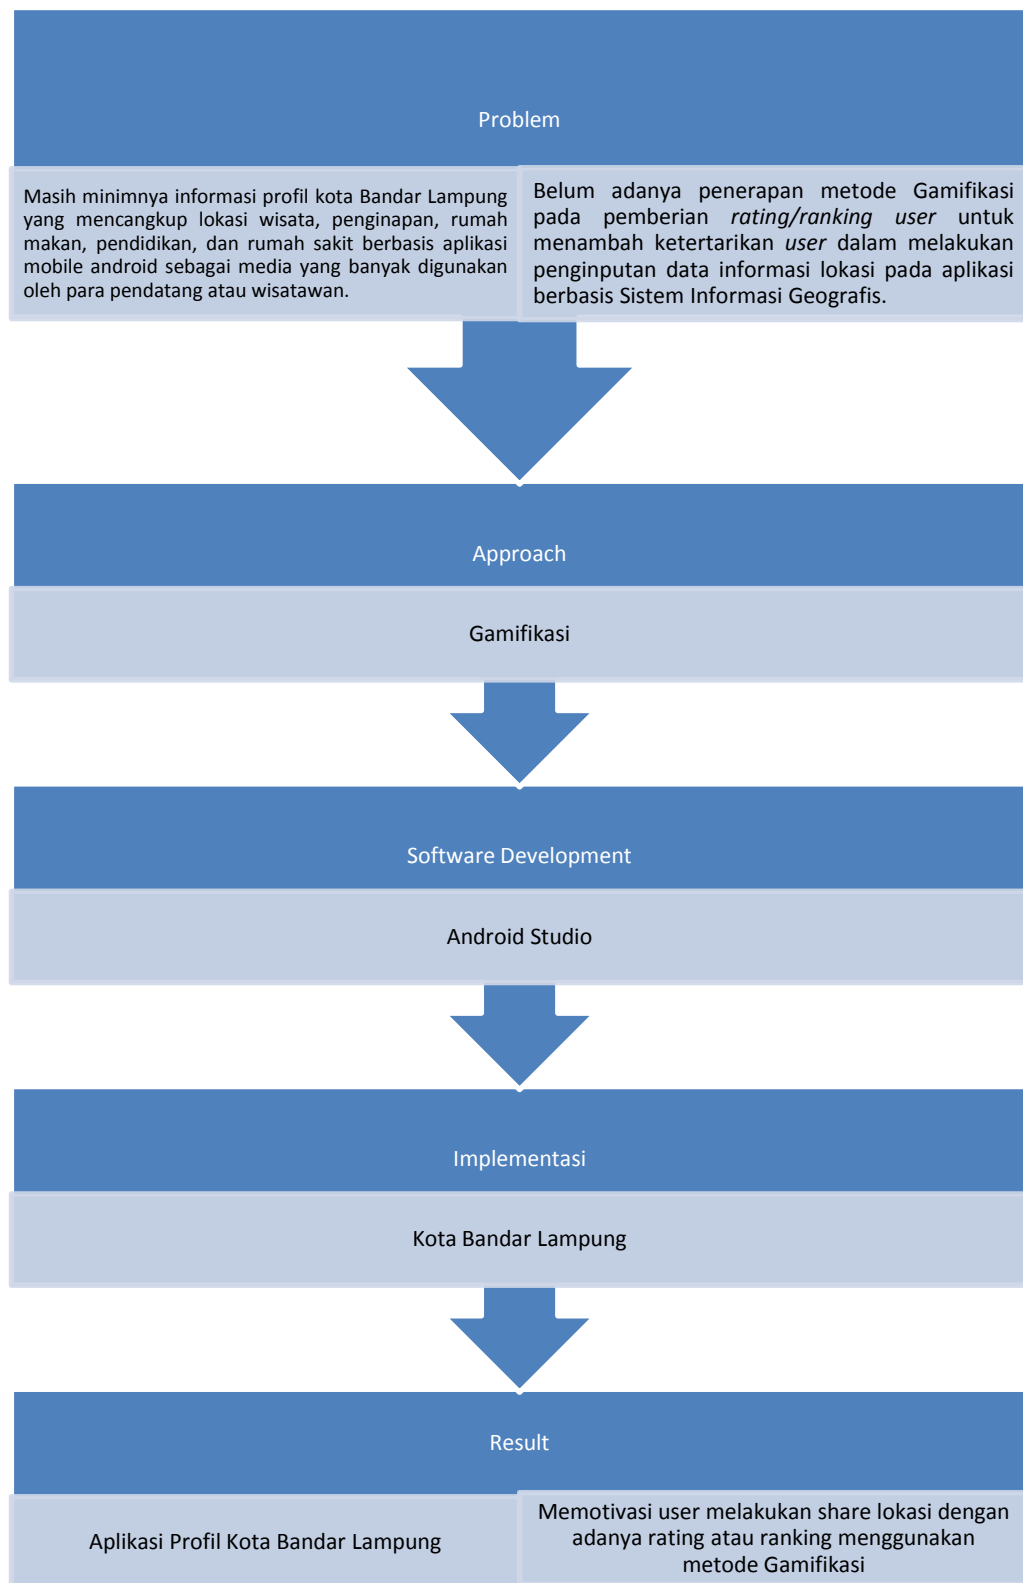 Problem
Masih minimnya informasi profil kota Bandar Lampung
yang mencangkup lokasi wisata, penginapan, rumah
makan, pendidikan, dan rumah sakit berbasis aplikasi
mobile android sebagai media yang banyak digunakan
oleh para pendatang atau wisatawan.
Belum adanya penerapan metode Gamifikasi
pada pemberian rating/ranking user untuk
menambah ketertarikan user dalam melakukan
penginputan data informasi lokasi pada aplikasi
berbasis Sistem Informasi Geografis.
Approach
Gamifikasi
Software Development
Android Studio
Implementasi
Kota Bandar Lampung
Result
Aplikasi Profil Kota Bandar Lampung
Memotivasi user melakukan share lokasi dengan
adanya rating atau ranking menggunakan
metode Gamifikasi